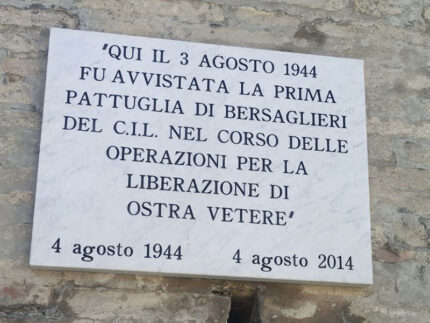 "QUI IL 3 AGOSTO 1944
FU AVVISTATA LA PRIMA
PATTUGLIA DI BERSAGLIERI
DEL C.I.L. NEL CORSO DELLE
OPERAZIONI PER LA
LIBERAZIONE DI
OSTRA VETERE"
4 agosto 1944 4 agosto 2014